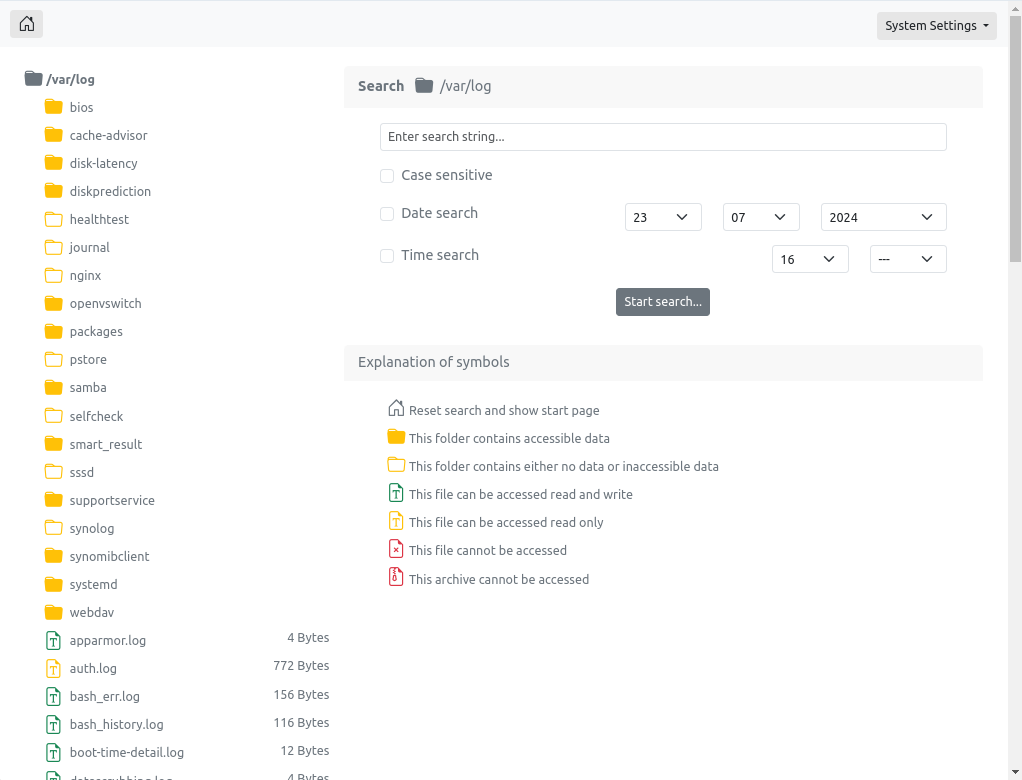 System Settings
/var/log
bios
cache-advisor
disk-latency
diskprediction
healthtest
journal
nginx
openvswitch
packages
pstore
samba
selfcheck
smart_result
sssd
supportservice
synolog
synomibclient
systemd
webdav
apparmor.log 4 Bytes
auth.log 772 Bytes
bash_err.log 156 Bytes
bash_history.log 116 Bytes
boot-time-detail.log 12 Bytes
4 Bytes
Search /var/log
Enter search string...
Case sensitive
Date search 23 07 2024
Time search 16 ---
Start search...
Explanation of symbols
Reset search and show start page
This folder contains accessible data
This folder contains either no data or inaccessible data
This file can be accessed read and write
This file can be accessed read only
This file cannot be accessed
This archive cannot be accessed